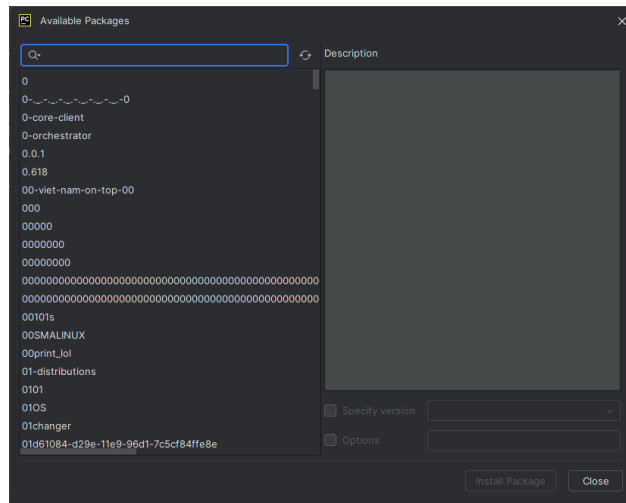 PC Available Packages
Description
0
0-._.-._.-._.-._.-._.-._.-0
0-core-client
0-orchestrator
0.0.1
0.618
00-viet-nam-on-top-00
000
00000
0000000
00000000
00101s
00SMALINUX
00print_lol
01-distributions
0101
01OS
01changer
01d61084-d29e-11e9-96d1-7c5cf84ffe8e
Specify version
Options
Install Package
Close